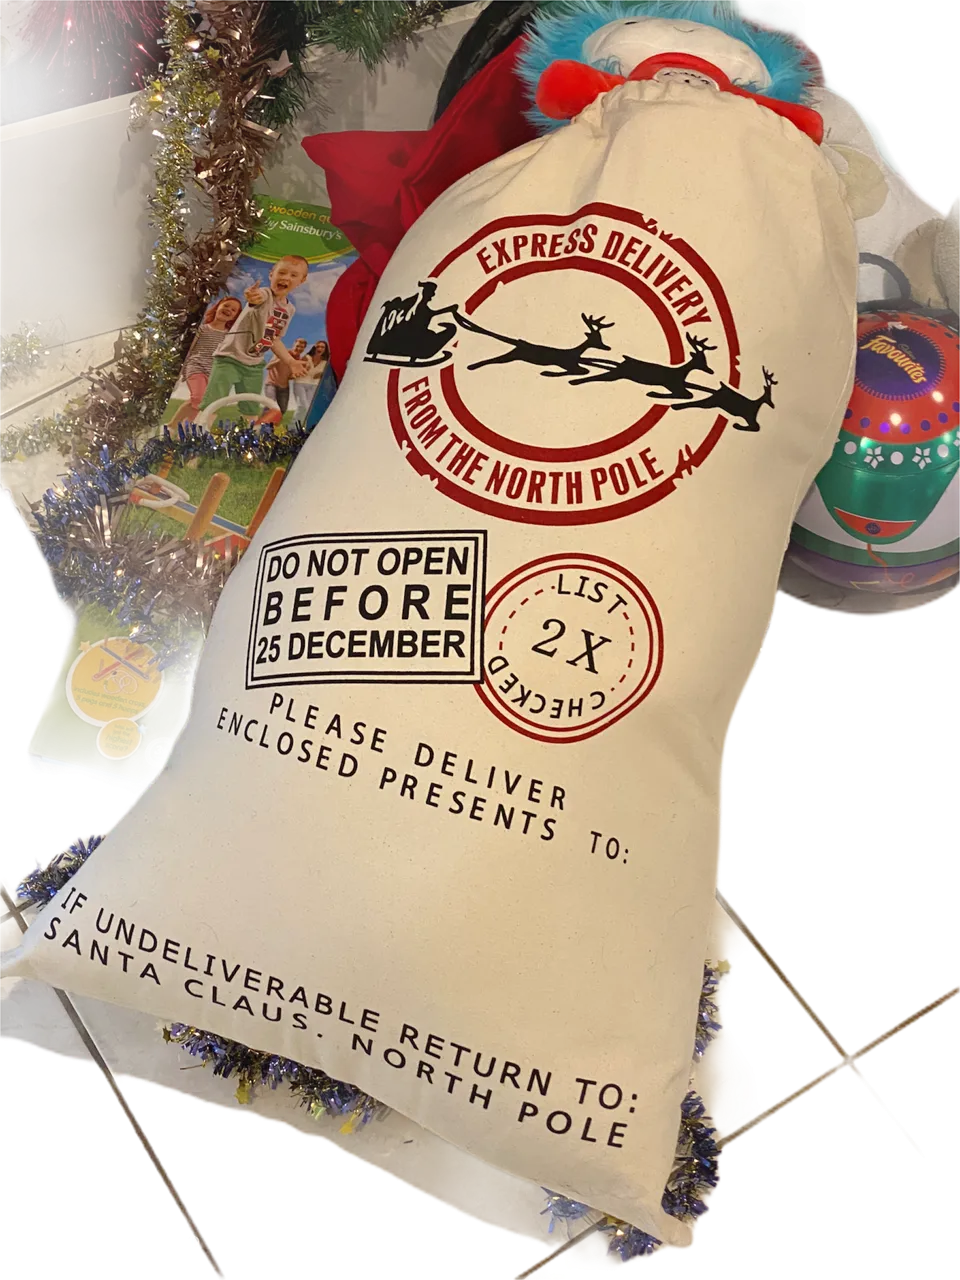 wooden
by Sainsbury's
EXPRESS DELIVERY
FROM THE NORTH POLE
Favourites
DO NOT OPEN
BEFORE
25 DECEMBER
LIST
2X
CHECKED
PLEASE DELIVER
ENCLOSED PRESENTS TO:
IF UNDELIVERABLE RETURN TO:
SANTA CLAUS. NORTH POLE